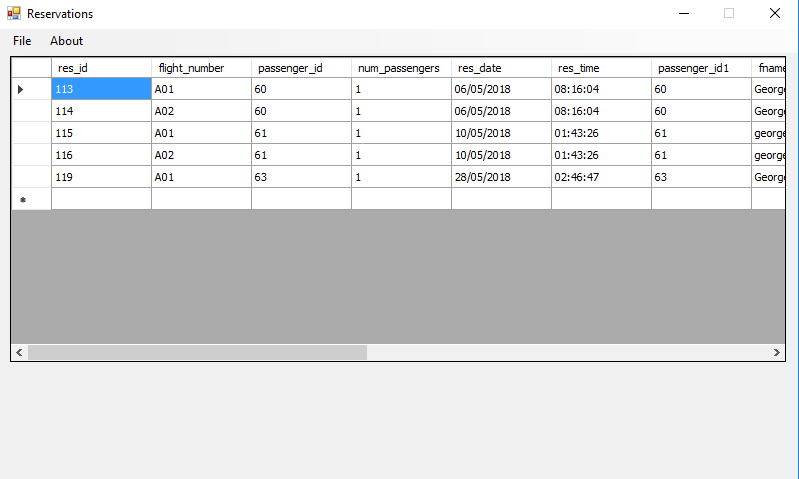 Reservations
File About
res_id flight_number passenger_id num_passengers res_date res_time passenger_id1 fname
113 A01 60 1 06/05/2018 08:16:04 60 George
114 A02 60 1 06/05/2018 08:16:04 60 George
115 A01 61 1 10/05/2018 01:43:26 61 george
116 A02 61 1 10/05/2018 01:43:26 61 george
119 A01 63 1 28/05/2018 02:46:47 63 George